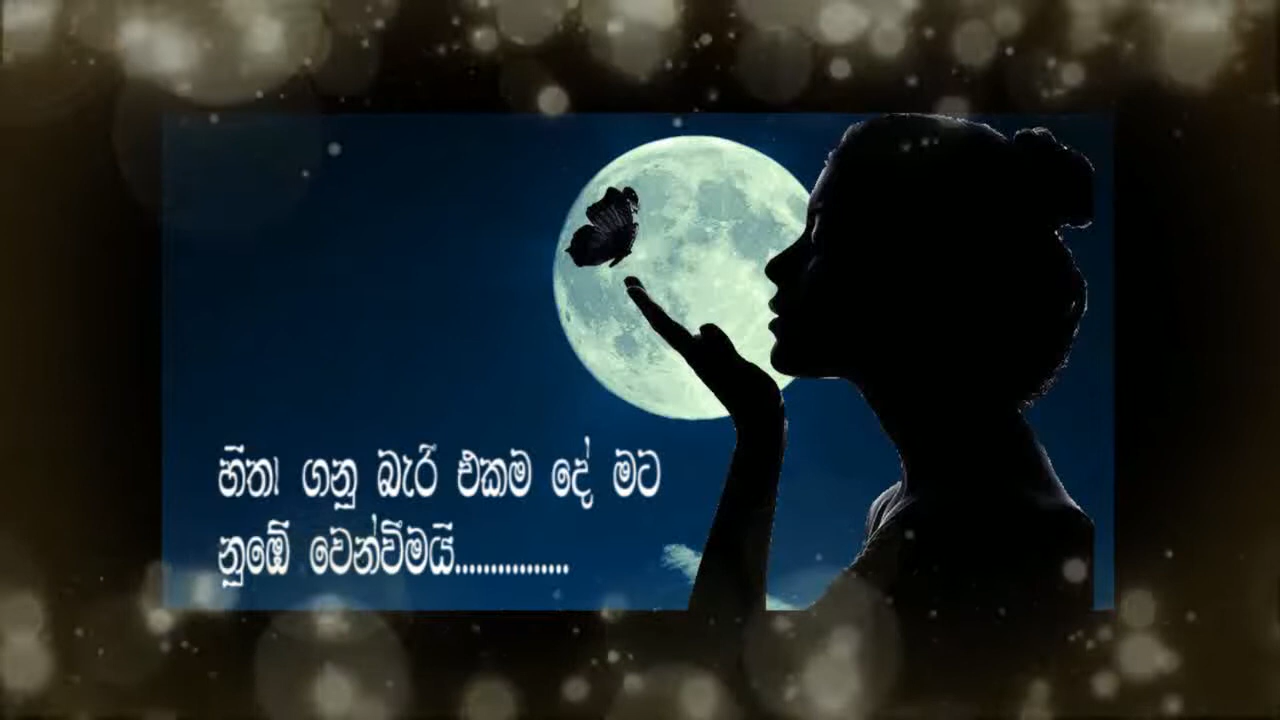 හිතා ගනු බැරි එකම දේ මට
නුඹේ වෙන්වීමයි................